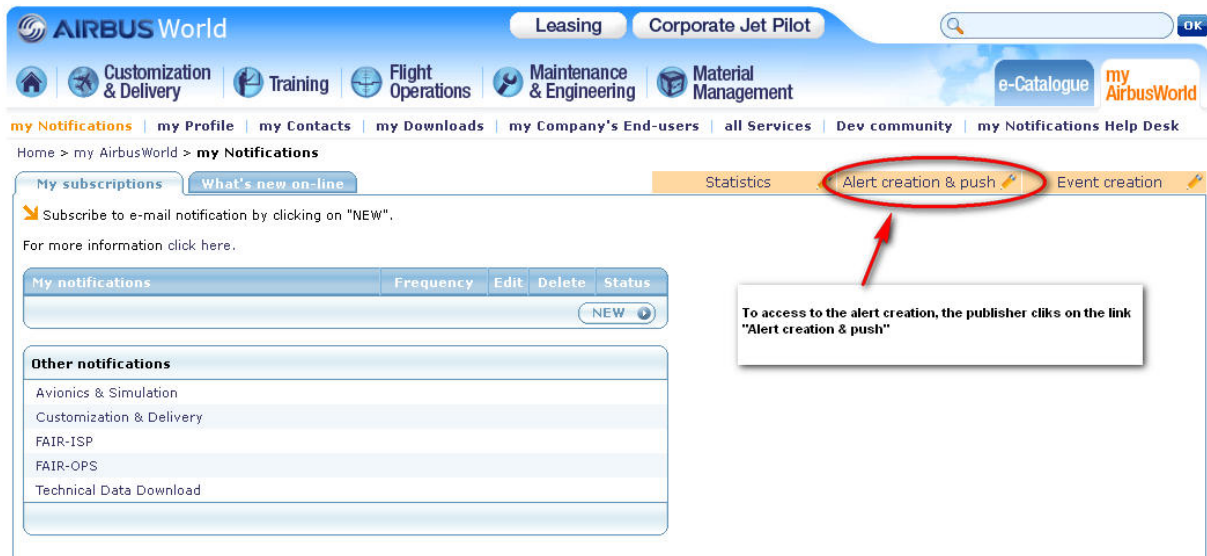 AIRBUS World
Leasing
Corporate Jet Pilot
OK
Customization & Delivery
Training
Flight Operations
Maintenance & Engineering
Material Management
e-Catalogue
my AirbusWorld
my Notifications | my Profile | my Contacts | my Downloads | my Company's End-users | all Services | Dev community | my Notifications Help Desk
Home > my AirbusWorld > my Notifications
My subscriptions
What's new on-line
Statistics
Alert creation & push
Event creation
Subscribe to e-mail notification by clicking on "NEW".
For more information click here.
My notifications Frequency Edit Delete Status
NEW
To access to the alert creation, the publisher cliks on the link
"Alert creation & push"
Other notifications
Avionics & Simulation
Customization & Delivery
FAIR-ISP
FAIR-OPS
Technical Data Download